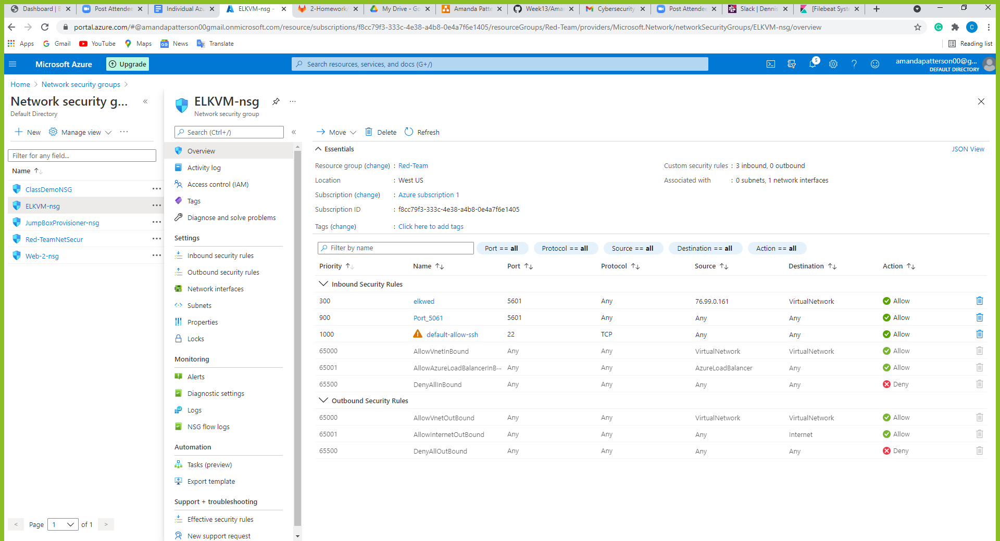 Dashboard | B
Post Attendee
Individual Azu
ELKVM-nsg -
2-Homework/
My Drive - Go
Amanda Patte
Week13/Amar
Cybersecurity
Post Attendee
Slack | Dennis
[Filebeat Syste
portal.azure.com/#@amandapatterson00gmail.onmicrosoft.com/resource/subscriptions/f8cc79f3-333c-4e38-a4b8-0e4a7f6e1405/resourceGroups/Red-Team/providers/Microsoft.Network/networkSecurityGroups/ELKVM-nsg/overview
C
Apps Gmail YouTube Maps News Translate Reading list
Microsoft Azure
Upgrade
Search resources, services, and docs (G+/)
5
amandapatterson00@g...
DEFAULT DIRECTORY
Home > Network security groups >
Network security g...
Default Directory
New Manage view
Filter for any field...
Name
ClassDemoNSG
ELKVM-nsg
JumpBoxProvisioner-nsg
Red-TeamNetSecur
Web-2-nsg
< Page 1 of 1 >
ELKVM-nsg
Network security group
Search (Ctrl+/)
Overview
Activity log
Access control (IAM)
Tags
Diagnose and solve problems
Settings
Inbound security rules
Outbound security rules
Network interfaces
Subnets
Properties
Locks
Monitoring
Alerts
Diagnostic settings
Logs
NSG flow logs
Automation
Tasks (preview)
Export template
Support + troubleshooting
Effective security rules
New support request
Move Delete Refresh
Essentials
JSON View
Resource group (change) : Red-Team
Location : West US
Subscription (change) : Azure subscription 1
Subscription ID : f8cc79f3-333c-4e38-a4b8-0e4a7f6e1405
Tags (change) : Click here to add tags
Custom security rules : 3 inbound, 0 outbound
Associated with : 0 subnets, 1 network interfaces
Filter by name
Port == all
Protocol == all
Source == all
Destination == all
Action == all
Priority Name Port Protocol Source Destination Action
Inbound Security Rules
300 elkwed 5601 Any 76.99.0.161 VirtualNetwork Allow
900 Port_5061 5601 Any Any Any Allow
1000 default-allow-ssh 22 TCP Any Any Allow
65000 AllowVnetInBound Any Any VirtualNetwork VirtualNetwork Allow
65001 AllowAzureLoadBalancerInB... Any Any AzureLoadBalancer Any Allow
65500 DenyAllInBound Any Any Any Any Deny
Outbound Security Rules
65000 AllowVnetOutBound Any Any VirtualNetwork VirtualNetwork Allow
65001 AllowInternetOutBound Any Any Any Internet Allow
65500 DenyAllOutBound Any Any Any Any Deny